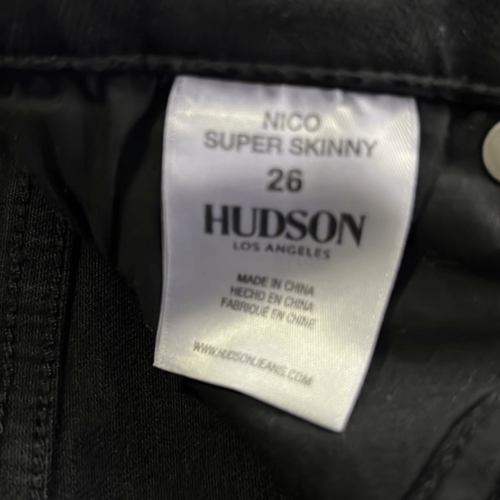 NICO
SUPER SKINNY
26
HUDSON
LOS ANGELES
MADE IN CHINA
HECHO EN CHINA
FABRIQUÉ EN CHINE
WWW.HUDSONJEANS.COM